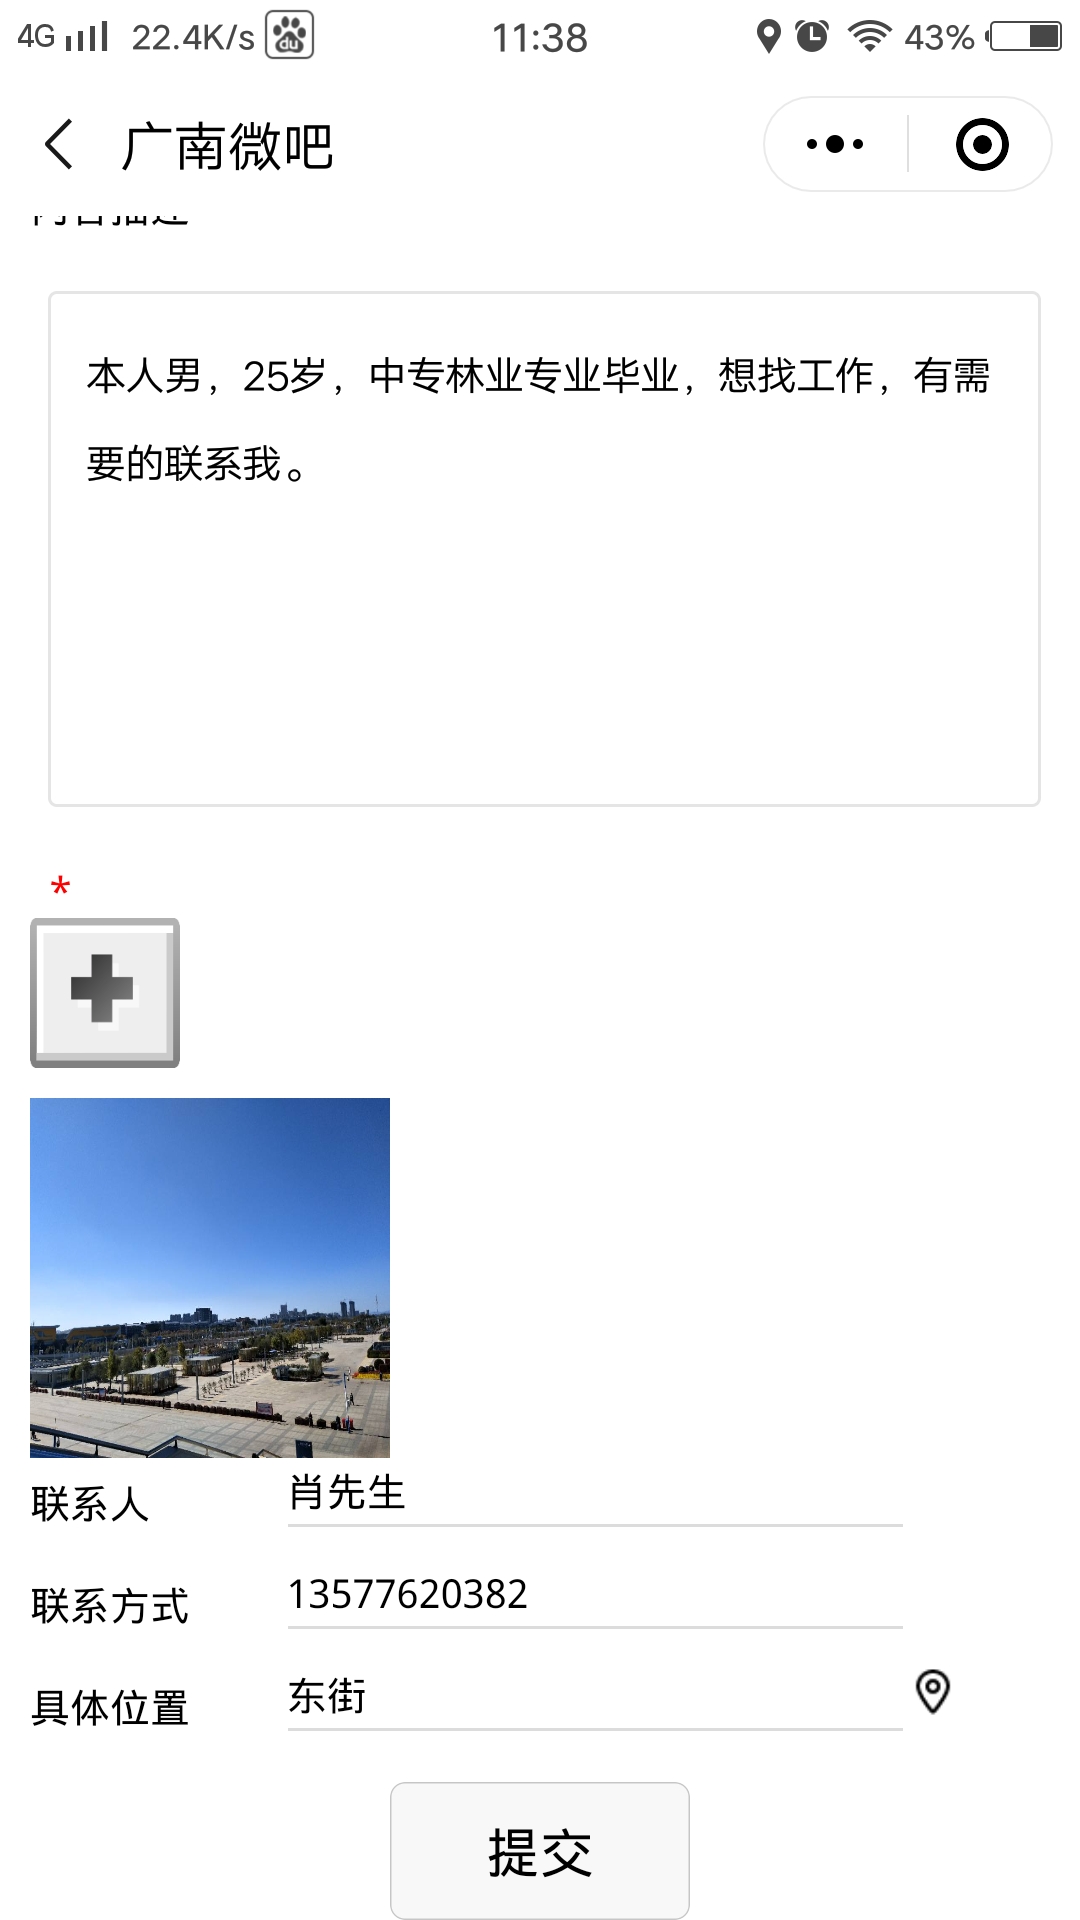 4G 22.4K/s 11:38 43%
广南微吧
本人男，25岁，中专林业专业毕业，想找工作，有需
要的联系我。
*
联系人 肖先生
联系方式 13577620382
具体位置 东街
提交